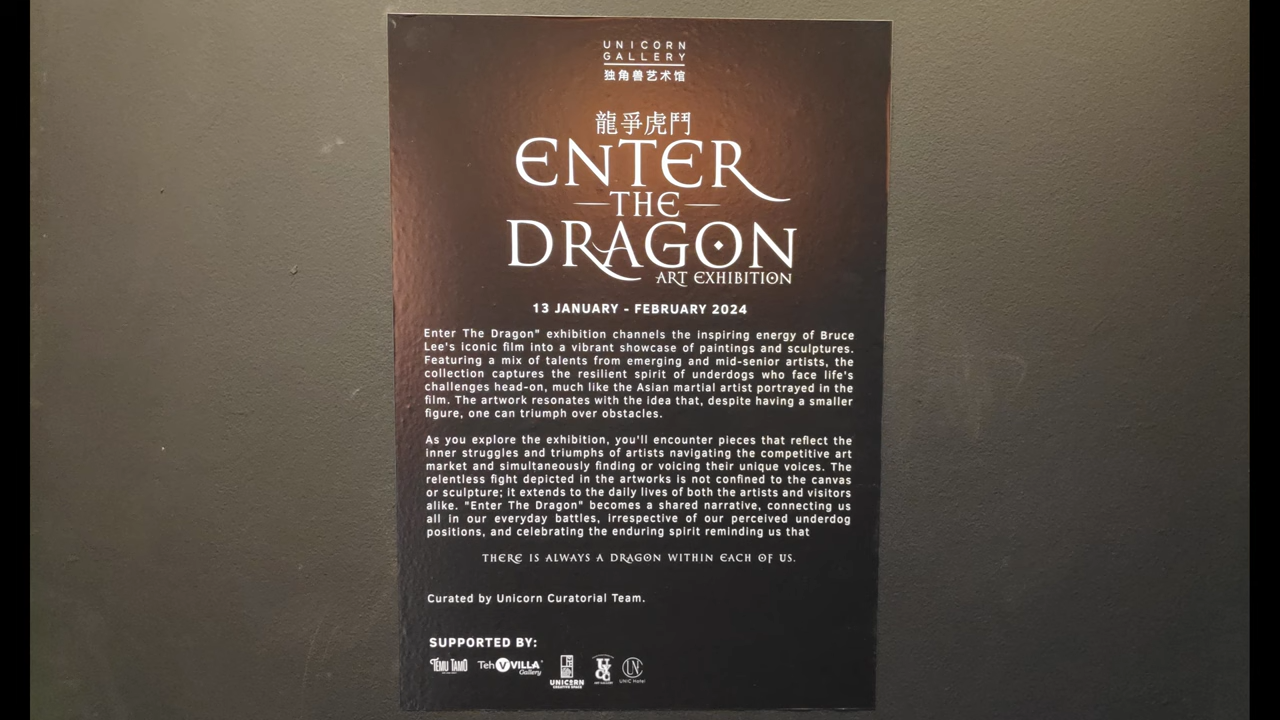 UNICORN
GALLERY
独角兽艺术馆
龍爭虎鬥
ENTER
THE
DRAGON
ART EXHIBITION
13 JANUARY - FEBRUARY 2024
Enter The Dragon" exhibition channels the inspiring energy of Bruce
Lee's iconic film into a vibrant showcase of paintings and sculptures.
Featuring a mix of talents from emerging and mid-senior artists, the
collection captures the resilient spirit of underdogs who face life's
challenges head-on, much like the Asian martial artist portrayed in the
film. The artwork resonates with the idea that, despite having a smaller
figure, one can triumph over obstacles.
As you explore the exhibition, you'll encounter pieces that reflect the
inner struggles and triumphs of artists navigating the competitive art
market and simultaneously finding or voicing their unique voices. The
relentless fight depicted in the artworks is not confined to the canvas
or sculpture; it extends to the daily lives of both the artists and visitors
alike. "Enter The Dragon" becomes a shared narrative, connecting us
all in our everyday battles, irrespective of our perceived underdog
positions, and celebrating the enduring spirit reminding us that
THERE IS ALWAYS A DRAGON WITHIN EACH OF US.
Curated by Unicorn Curatorial Team.
SUPPORTED BY:
TEMU TAMO
Teh VILLA Gallery
UNICORN
CREATIVE SPACE
ART GALLERY
UNIC Hotel